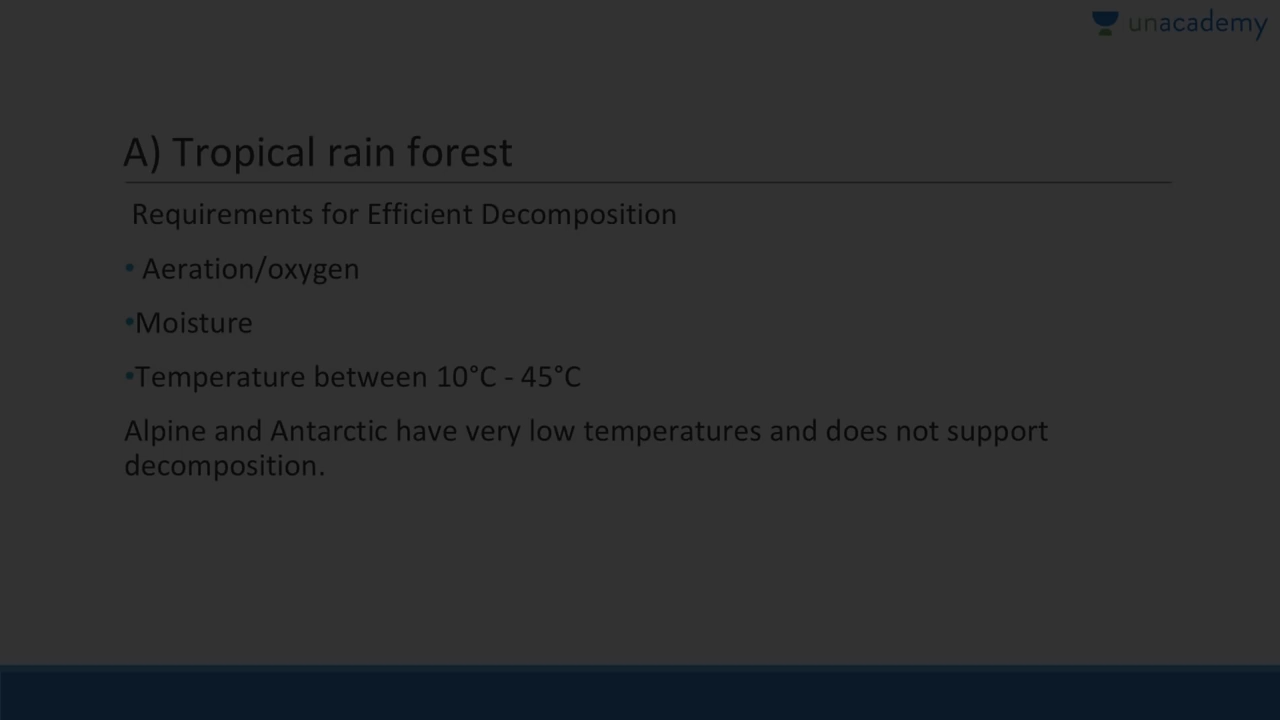 unacademy
A) Tropical rain forest
Requirements for Efficient Decomposition
• Aeration/oxygen
•Moisture
•Temperature between 10°C - 45°C
Alpine and Antarctic have very low temperatures and does not support
decomposition.